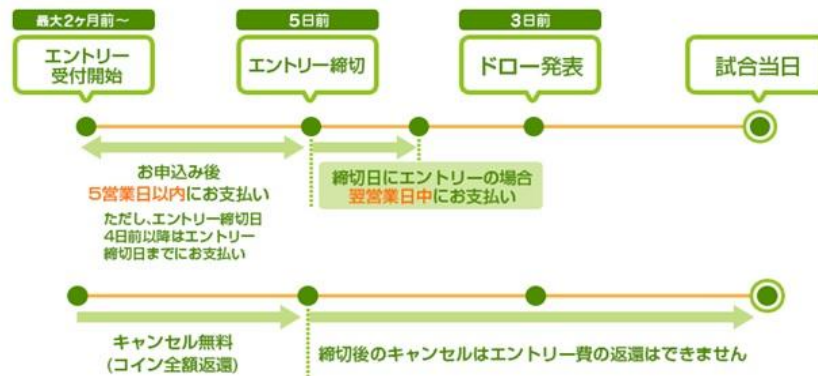 最大2ヶ月前～
5日前
3日前
エントリー
受付開始
エントリー締切
ドロー発表
試合当日
お申込み後
5営業日以内にお支払い
ただし、エントリー締切日
4日前以降はエントリー
締切日までにお支払い
締切日にエントリーの場合
翌営業日中にお支払い
キャンセル無料
(コイン全額返還)
締切後のキャンセルはエントリー費の返還はできません